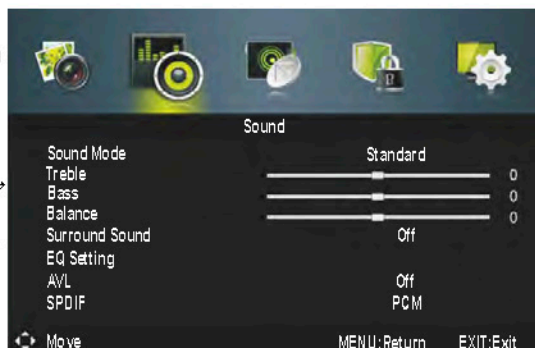 Sound
Sound Mode Standard
Treble 0
Bass 0
Balance 0
Surround Sound Off
EQ Setting
AVL Off
SPDIF PCM
Move MENU:Return EXIT:Exit